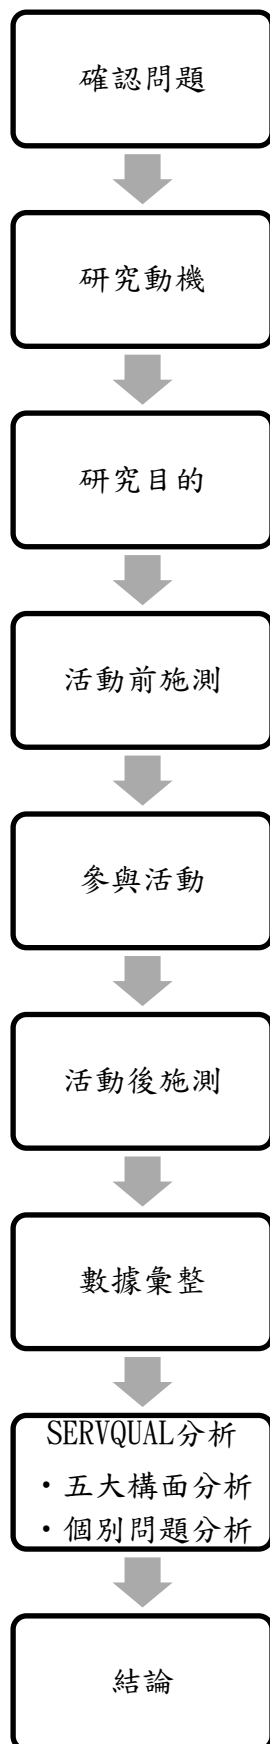 確認問題
研究動機
研究目的
活動前施測
參與活動
活動後施測
數據彙整
SERVQUAL分析
・五大構面分析
・個別問題分析
結論